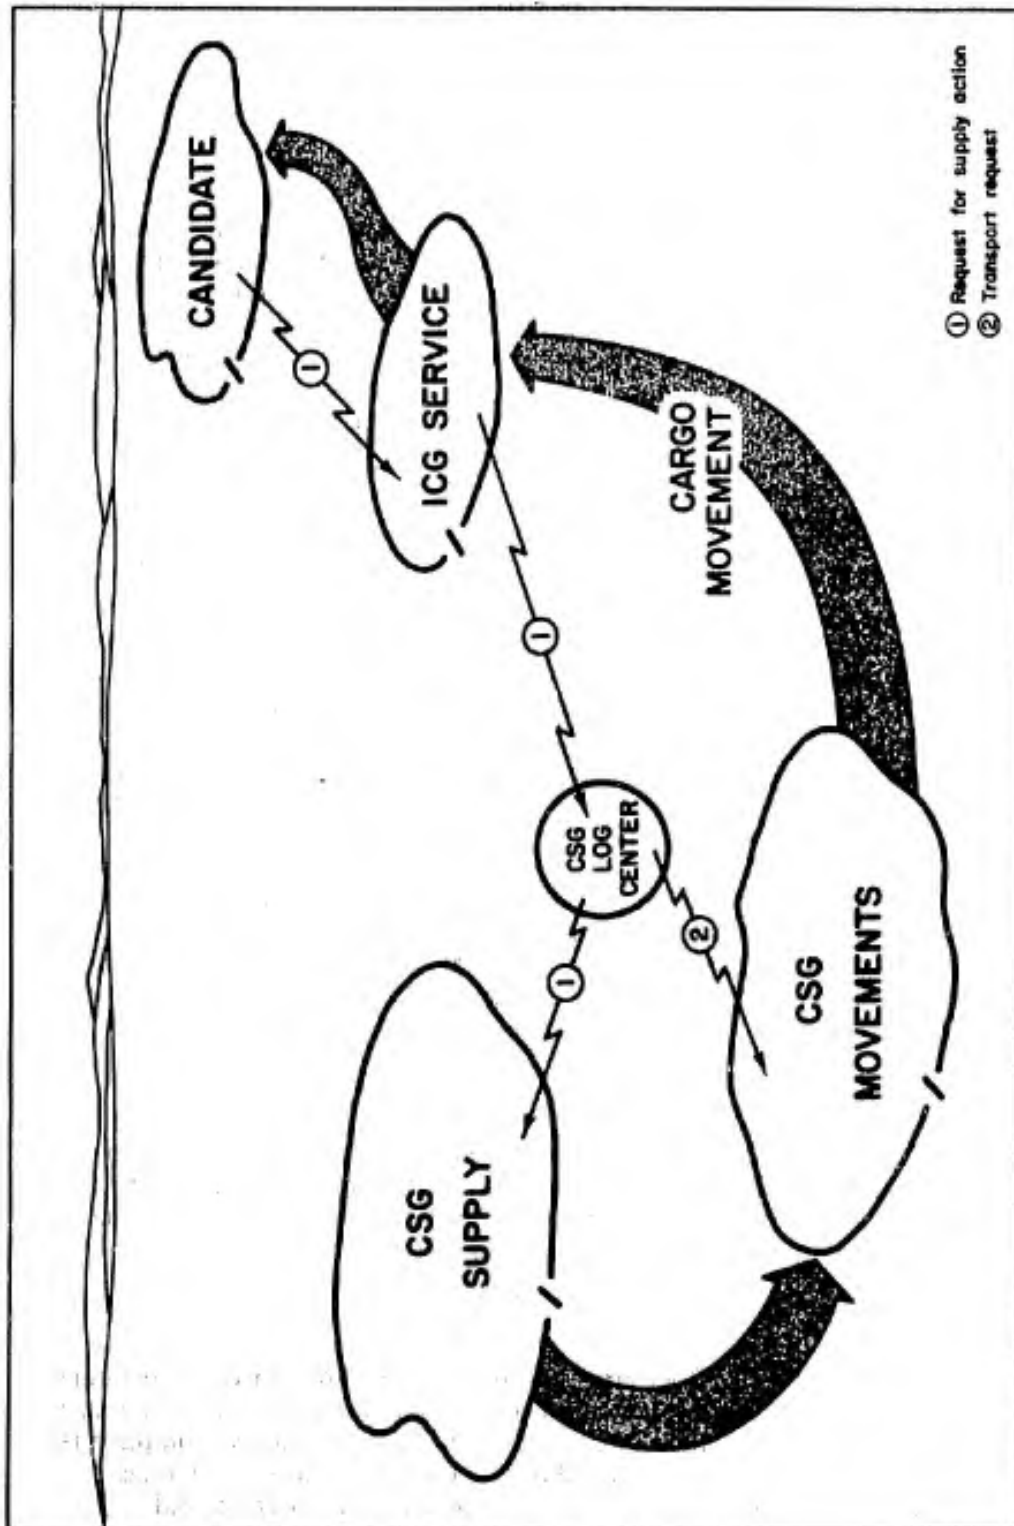 CANDIDATE
①
ICG SERVICE
①
CSG
LOG
CENTER
①
②
CSG
SUPPLY
CSG
MOVEMENTS
CARGO
MOVEMENT
① Request for supply action
② Transport request